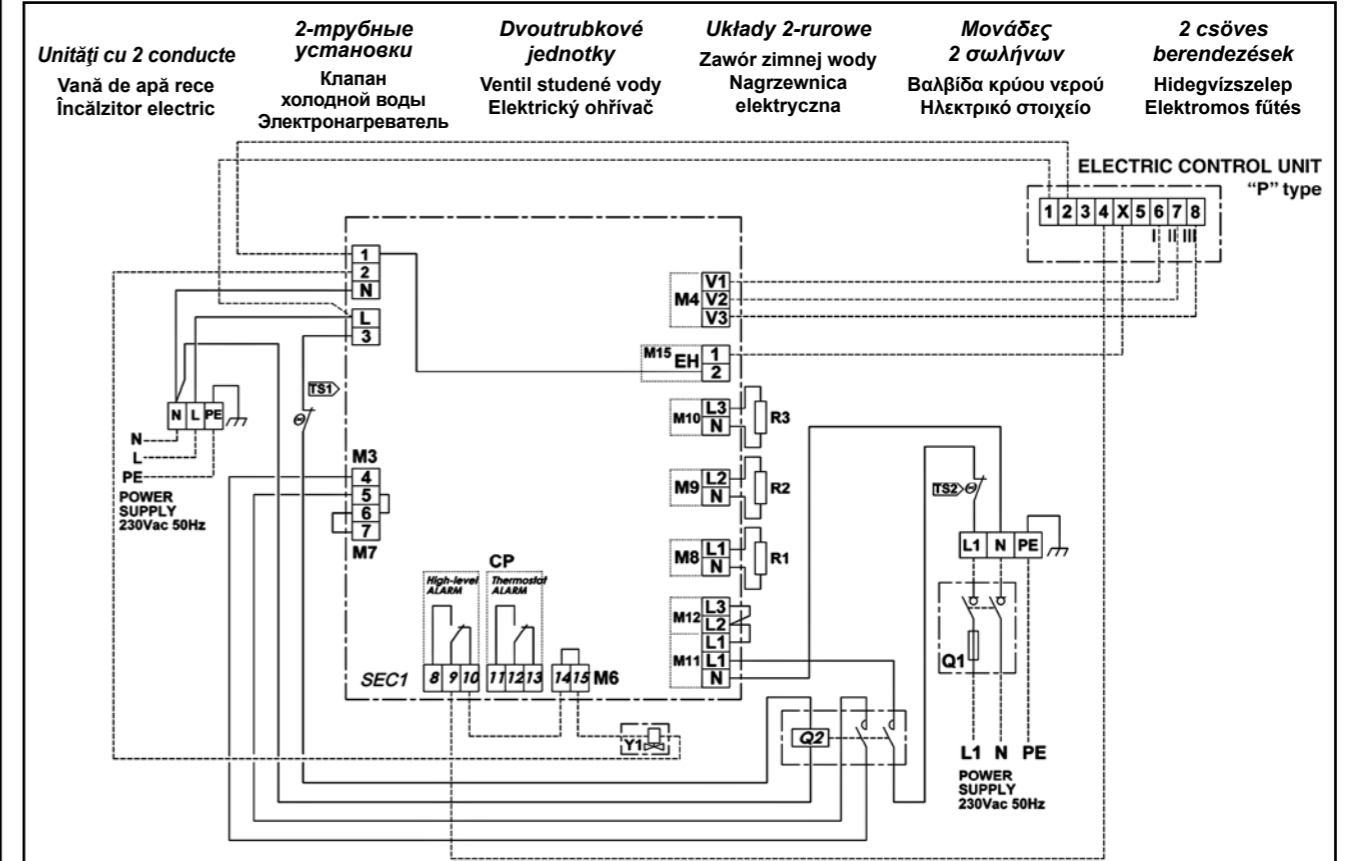 Unităţi cu 2 conducte
Vană de apă rece
Încălzitor electric
2-трубные
установки
Клапан
холодной воды
Электронагреватель
Dvoutrubkové
jednotky
Ventil studené vody
Elektrický ohřívač
Układy 2-rurowe
Zawór zimnej wody
Nagrzewnica
elektryczna
Μονάδες
2 σωλήνων
Βαλβίδα κρύου νερού
Ηλεκτρικό στοιχείο
2 csöves
berendezések
Hidegvízszelep
Elektromos fűtés
ELECTRIC CONTROL UNIT
“P” type
1 2 3 4 X 5 6 7 8
I II III
1
2
N
L
3
TS1
N L PE
N
L
PE
POWER
SUPPLY
230Vac 50Hz
M3
4
5
6
7
M7
M4
V1
V2
V3
M15
EH
1
2
M10
L3
N
R3
M9
L2
N
R2
M8
L1
N
R1
M12
L3
L2
L1
M11
L1
N
CP
High-level
ALARM
Thermostat
ALARM
SEC1
8 9 10
11 12 13
14 15
M6
Y1
Q2
TS2
L1 N PE
Q1
L1 N PE
POWER
SUPPLY
230Vac 50Hz